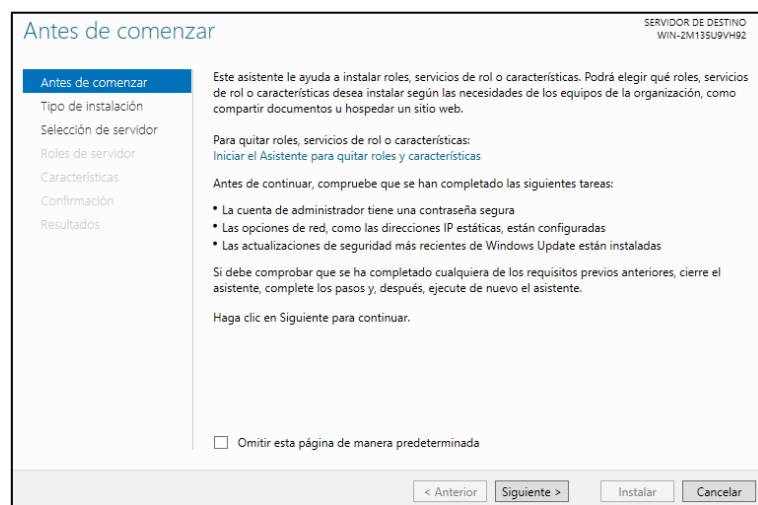 Antes de comenzar
SERVIDOR DE DESTINO
WIN-2M135U9VH92
Antes de comenzar
Tipo de instalación
Selección de servidor
Roles de servidor
Características
Confirmación
Resultados
Este asistente le ayuda a instalar roles, servicios de rol o características. Podrá elegir qué roles, servicios
de rol o características desea instalar según las necesidades de los equipos de la organización, como
compartir documentos u hospedar un sitio web.
Para quitar roles, servicios de rol o características:
Iniciar el Asistente para quitar roles y características
Antes de continuar, compruebe que se han completado las siguientes tareas:
• La cuenta de administrador tiene una contraseña segura
• Las opciones de red, como las direcciones IP estáticas, están configuradas
• Las actualizaciones de seguridad más recientes de Windows Update están instaladas
Si debe comprobar que se ha completado cualquiera de los requisitos previos anteriores, cierre el
asistente, complete los pasos y, después, ejecute de nuevo el asistente.
Haga clic en Siguiente para continuar.
Omitir esta página de manera predeterminada
< Anterior Siguiente > Instalar Cancelar